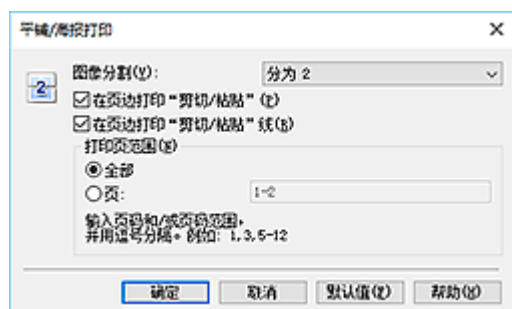 平铺/海报打印
图像分割(V): 分为 2
-2-
在页边打印“剪切/粘贴”(P)
在页边打印“剪切/粘贴”线(R)
打印页范围(N)
全部
页: 1-2
输入页码和/或页码范围，
并用逗号分隔。例如: 1,3,5-12
确定 取消 默认值(Z) 帮助(H)